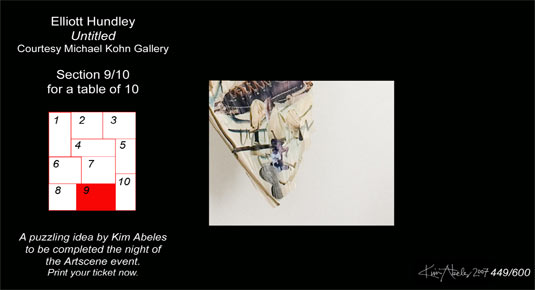 Elliott Hundley
Untitled
Courtesy Michael Kohn Gallery
Section 9/10
for a table of 10
1 2 3
4 5
6 7
8 9 10
A puzzling idea by Kim Abeles
to be completed the night of
the Artscene event.
Print your ticket now.
Kim Abeles 2007 449/600